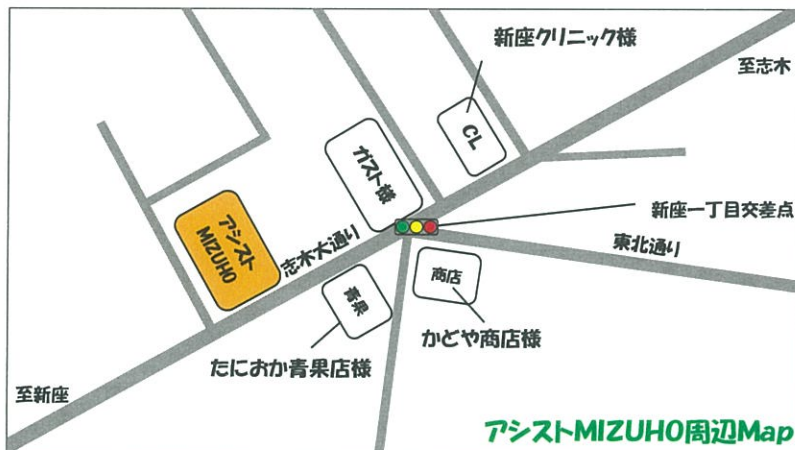 新座クリニック様
至志木
CL
ガスト様
新座一丁目交差点
アシスト
MIZUHO
志木大通り
東北通り
青果
商店
かどや商店様
たにおか青果店様
至新座
アシストMIZUHO周辺Map